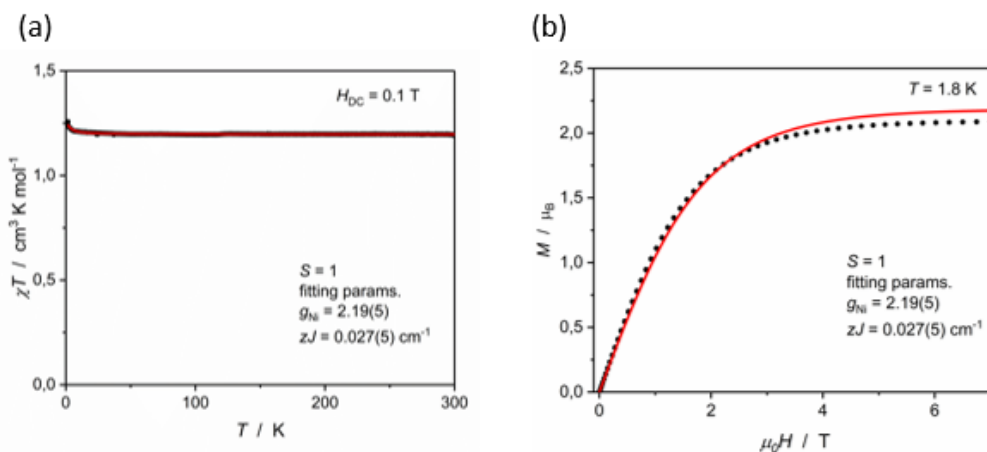 (a)
1,5
1,0
0,5
0,0
χT / cm³ K mol⁻¹
H_DC = 0.1 T
S = 1
fitting params.
g_Ni = 2.19(5)
zJ = 0.027(5) cm⁻¹
0 100 200 300
T / K
(b)
2,5
2,0
1,5
1,0
0,5
0,0
M / μ_B
T = 1.8 K
S = 1
fitting params.
g_Ni = 2.19(5)
zJ = 0.027(5) cm⁻¹
0 2 4 6
μ₀H / T